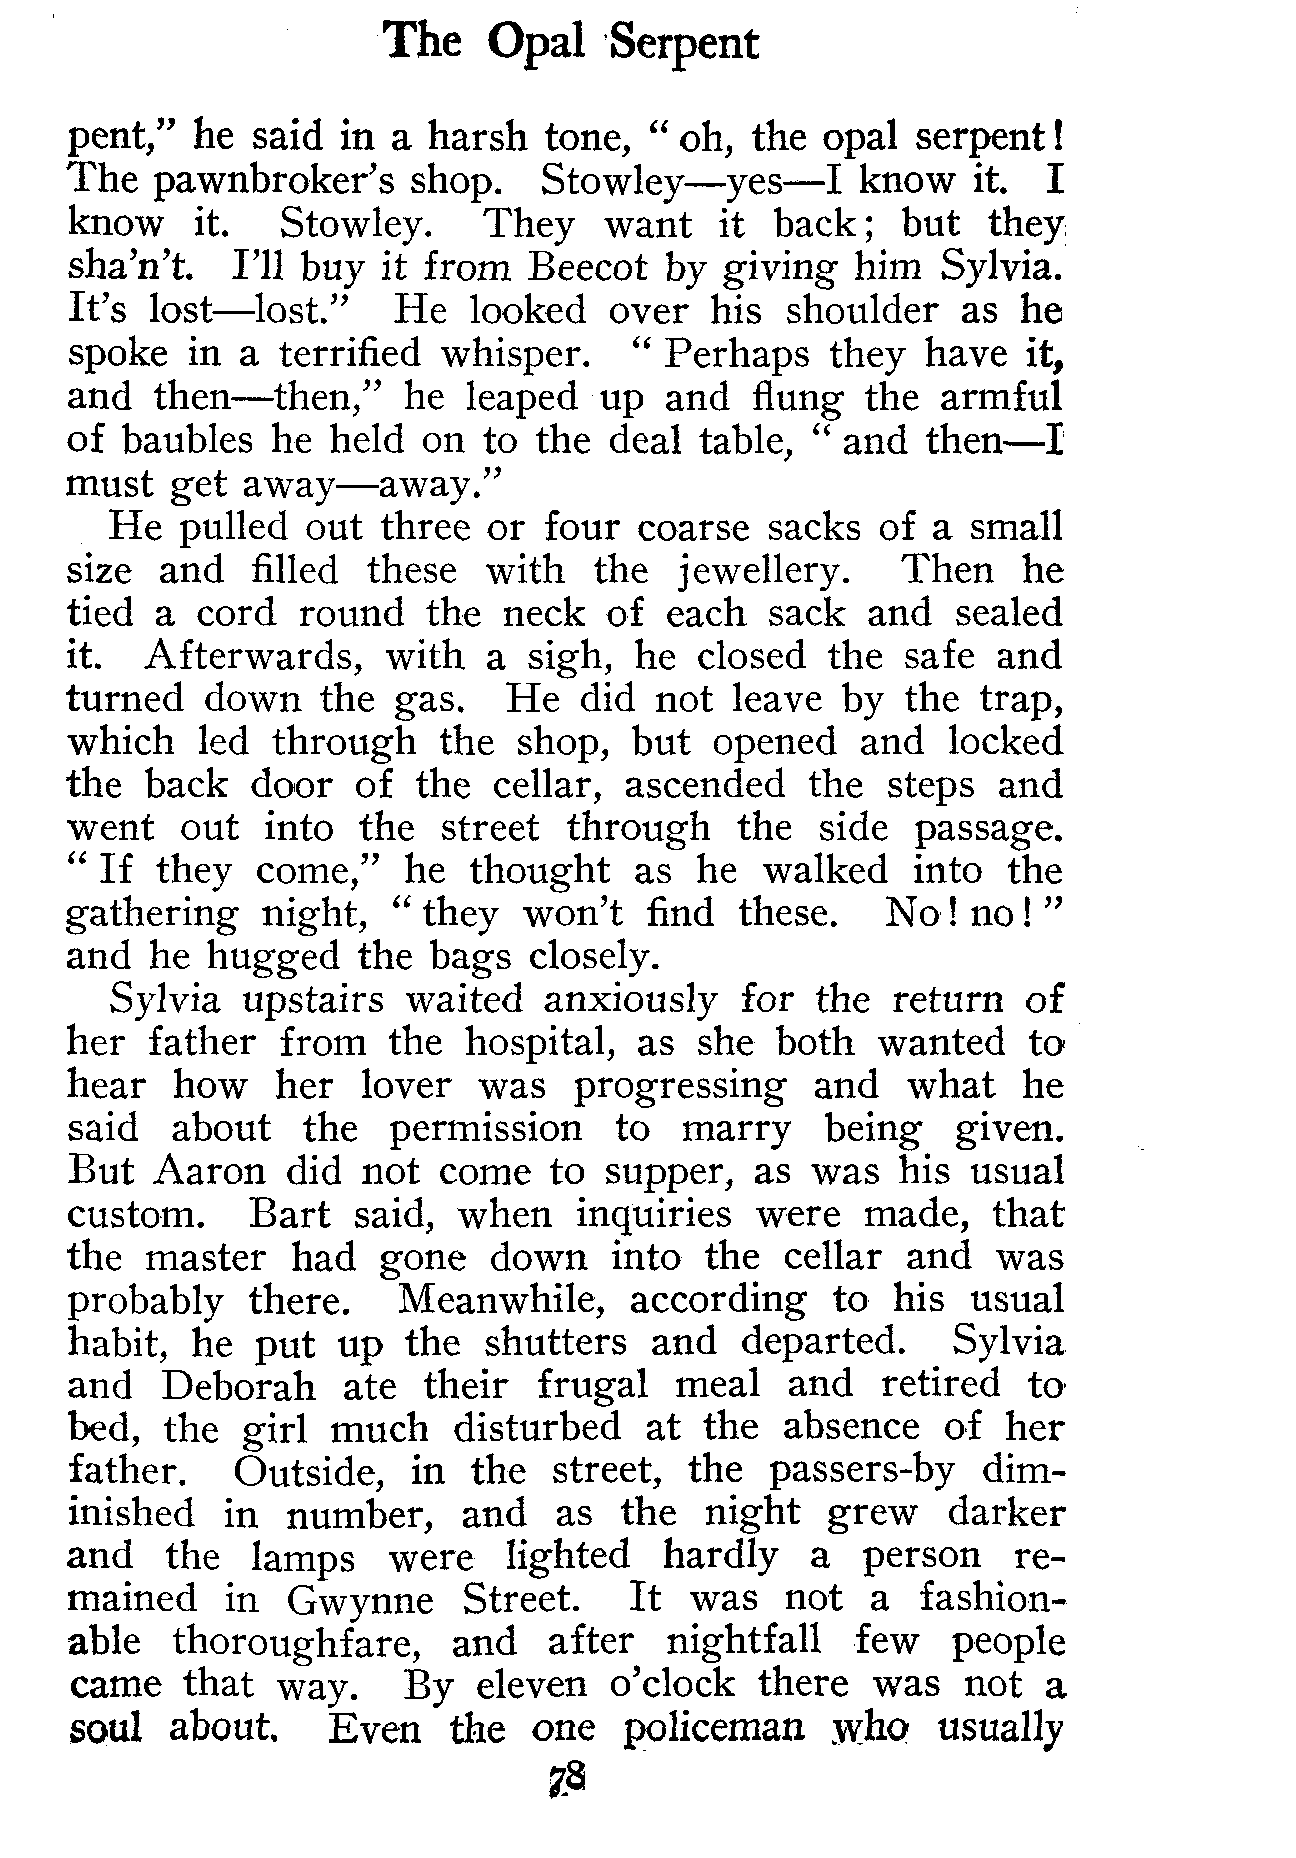 The Opal Serpent
pent,” he said in a harsh tone, “ oh, the opal serpent!
The pawnbroker’s shop. Stowley—yes—I know it. I
know it. Stowley. They want it back; but they
sha’n’t. I’ll buy it from Beecot by giving him Sylvia.
It’s lost—lost.” He looked over his shoulder as he
spoke in a terrified whisper. “ Perhaps they have it,
and then—then,” he leaped up and flung the armful
of baubles he held on to the deal table, “ and then—I
must get away—away.”
He pulled out three or four coarse sacks of a small
size and filled these with the jewellery. Then he
tied a cord round the neck of each sack and sealed
it. Afterwards, with a sigh, he closed the safe and
turned down the gas. He did not leave by the trap,
which led through the shop, but opened and locked
the back door of the cellar, ascended the steps and
went out into the street through the side passage.
“ If they come,” he thought as he walked into the
gathering night, “ they won’t find these. No! no! ”
and he hugged the bags closely.
Sylvia upstairs waited anxiously for the return of
her father from the hospital, as she both wanted to
hear how her lover was progressing and what he
said about the permission to marry being given.
But Aaron did not come to supper, as was his usual
custom. Bart said, when inquiries were made, that
the master had gone down into the cellar and was
probably there. Meanwhile, according to his usual
habit, he put up the shutters and departed. Sylvia
and Deborah ate their frugal meal and retired to
bed, the girl much disturbed at the absence of her
father. Outside, in the street, the passers-by dim-
inished in number, and as the night grew darker
and the lamps were lighted hardly a person re-
mained in Gwynne Street. It was not a fashion-
able thoroughfare, and after nightfall few people
came that way. By eleven o’clock there was not a
soul about. Even the one policeman who usually
78